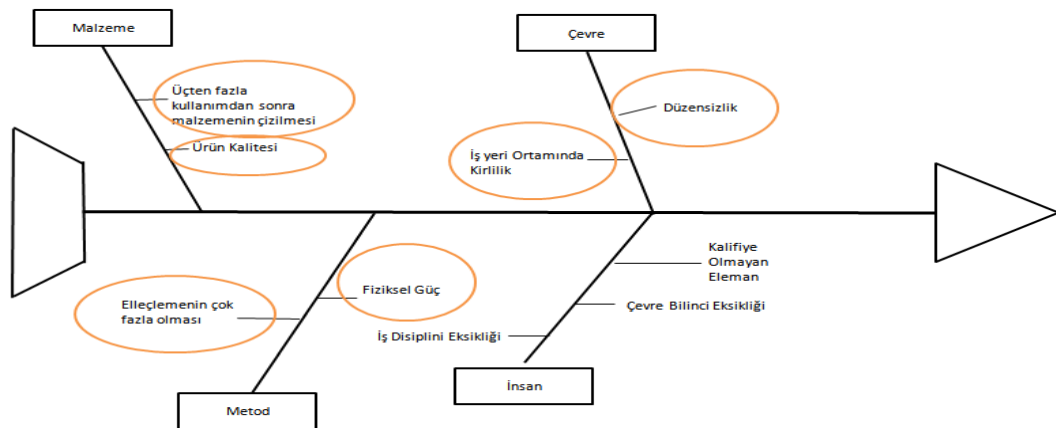 Malzeme
Çevre
Üçten fazla
kullanımdan sonra
malzemenin çizilmesi
Ürün Kalitesi
Düzensizlik
İş yeri Ortamında
Kirlilik
Kalifiye
Olmayan
Eleman
Fiziksel Güç
Elleçlemenin çok
fazla olması
Çevre Bilinci Eksikliği
İş Disiplini Eksikliği
İnsan
Metod